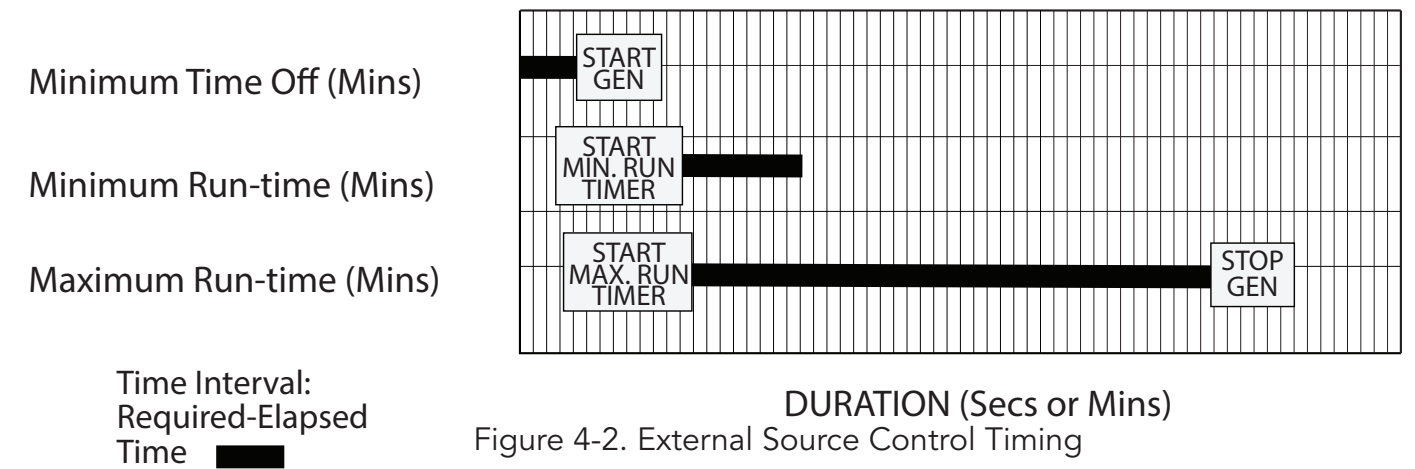 Minimum Time Off (Mins)
START
GEN
Minimum Run-time (Mins)
START
MIN. RUN
TIMER
Maximum Run-time (Mins)
START
MAX. RUN
TIMER
STOP
GEN
Time Interval:
Required-Elapsed
Time
DURATION (Secs or Mins)
Figure 4-2. External Source Control Timing